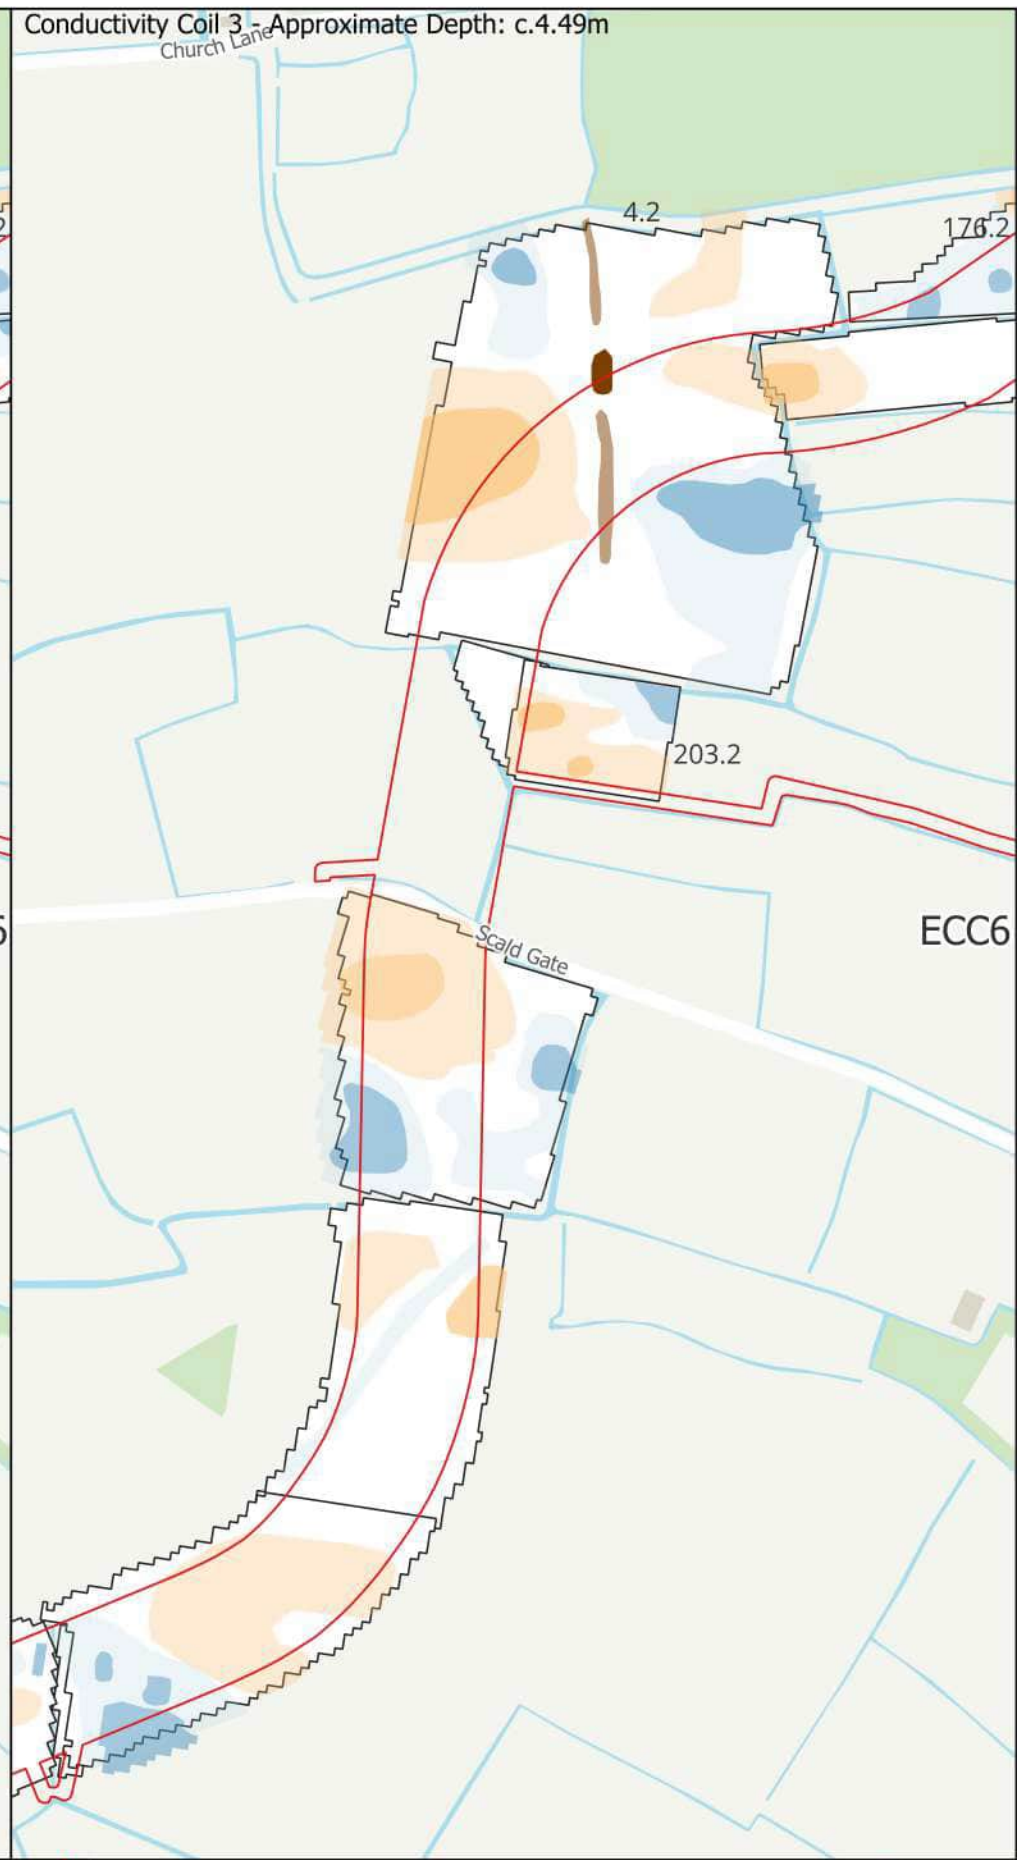 Conductivity Coil 3 - Approximate Depth: c.4.49m
Church Lane
4.2
176.2
203.2
ECC6
Scald Gate